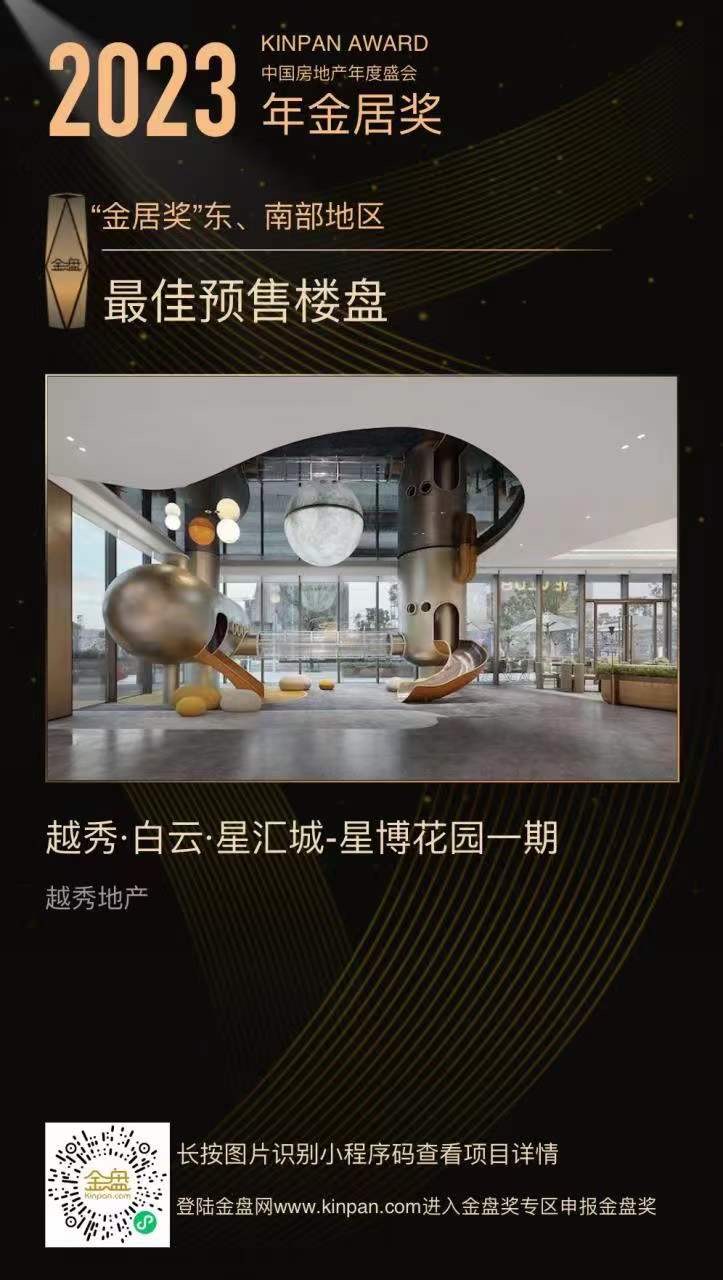 2023
KINPAN AWARD
中国房地产年度盛会
年金居奖
“金居奖”东、南部地区
金盘
最佳预售楼盘
越秀·白云·星汇城-星博花园一期
越秀地产
金盘
Kinpan.com
长按图片识别小程序码查看项目详情
登陆金盘网www.kinpan.com进入金盘奖专区申报金盘奖